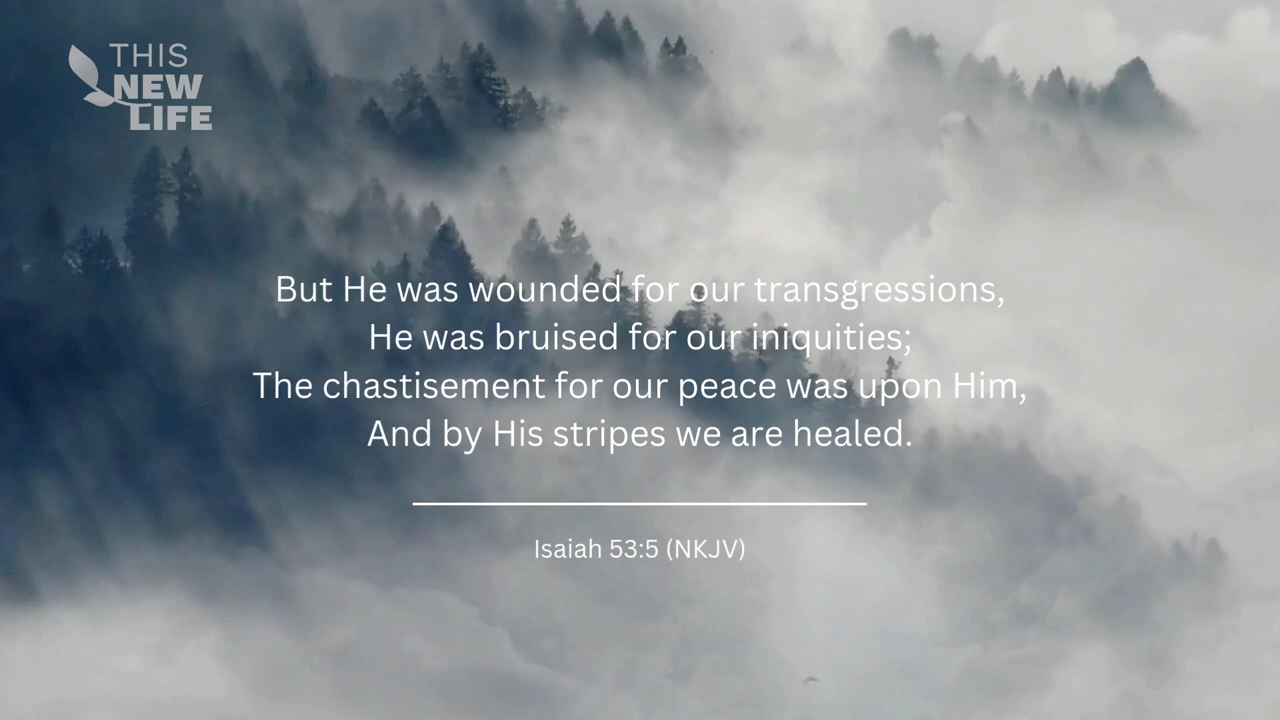 THIS
NEW
LIFE
But He was wounded for our transgressions,
He was bruised for our iniquities;
The chastisement for our peace was upon Him,
And by His stripes we are healed.
Isaiah 53:5 (NKJV)